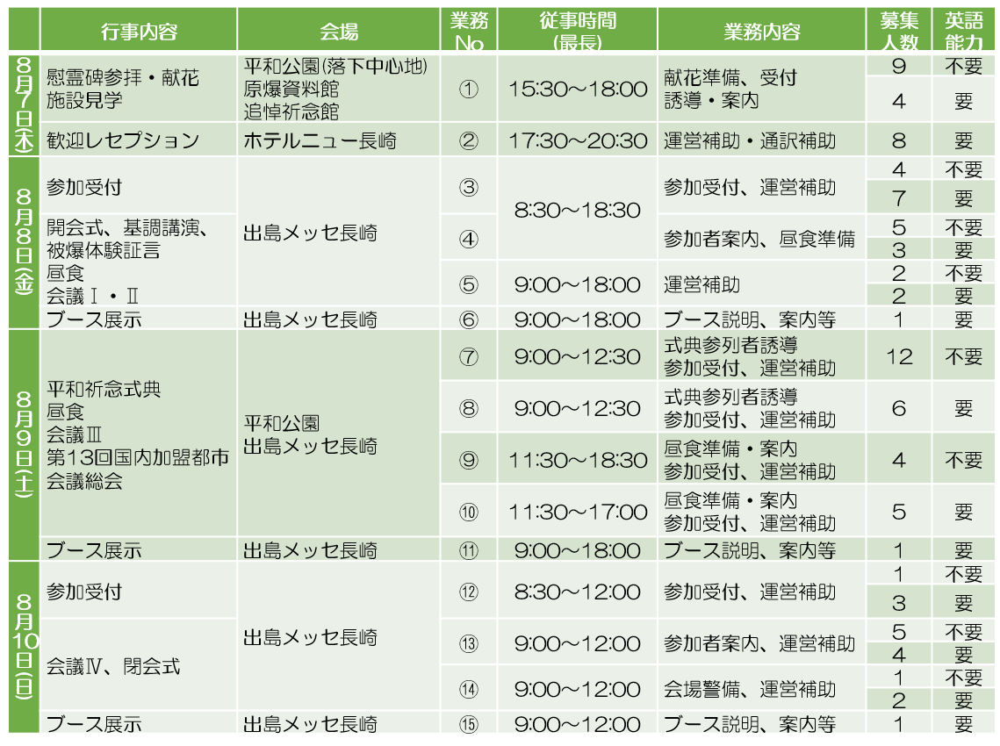 行事内容 会場 業務No 従事時間(最長) 業務内容 募集人数 英語能力
8月7日(木)
慰霊碑参拝・献花
施設見学
平和公園(落下中心地)
原爆資料館
追悼祈念館
① 15:30～18:00
献花準備、受付
誘導・案内
9 不要
4 要
歓迎レセプション ホテルニュー長崎 ② 17:30～20:30 運営補助・通訳補助 8 要
8月8日(金)
参加受付
出島メッセ長崎
③ 8:30～18:30 参加受付、運営補助
4 不要
7 要
開会式、基調講演、
被爆体験証言
昼食
会議Ⅰ・Ⅱ
④ 参加者案内、昼食準備
5 不要
3 要
⑤ 9:00～18:00 運営補助
2 不要
2 要
ブース展示 出島メッセ長崎 ⑥ 9:00～18:00 ブース説明、案内等 1 要
8月9日(土)
平和祈念式典
昼食
会議Ⅲ
第13回国内加盟都市
会議総会
平和公園
出島メッセ長崎
⑦ 9:00～12:30
式典参列者誘導
参加受付、運営補助
12 不要
⑧ 9:00～12:30
式典参列者誘導
参加受付、運営補助
6 要
⑨ 11:30～18:30
昼食準備・案内
参加受付、運営補助
4 不要
⑩ 11:30～17:00
昼食準備・案内
参加受付、運営補助
5 要
ブース展示 出島メッセ長崎 ⑪ 9:00～18:00 ブース説明、案内等 1 要
8月10日(日)
参加受付
出島メッセ長崎
⑫ 8:30～12:00 参加受付、運営補助
1 不要
3 要
会議Ⅳ、閉会式
⑬ 9:00～12:00 参加者案内、運営補助
5 不要
4 要
⑭ 9:00～12:00 会場警備、運営補助
1 不要
2 要
ブース展示 出島メッセ長崎 ⑮ 9:00～12:00 ブース説明、案内等 1 要